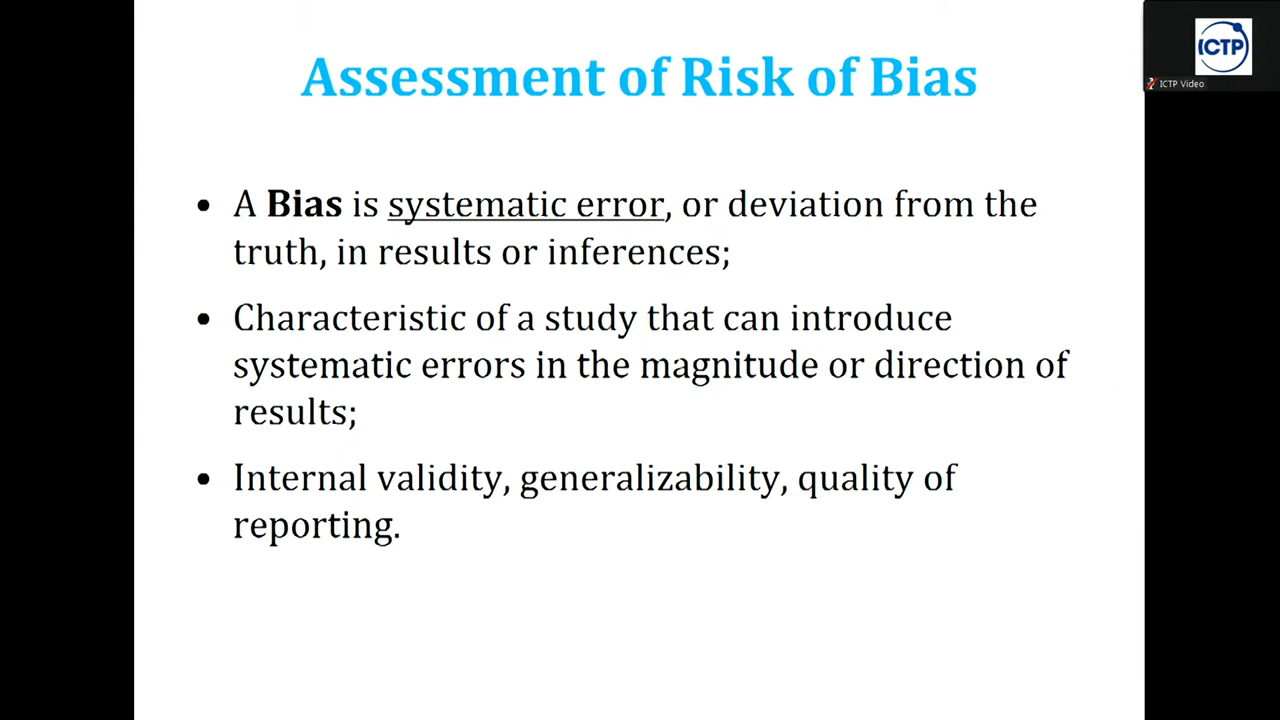 Assessment of Risk of Bias
ICTP
ICTP Video
• A Bias is systematic error, or deviation from the
truth, in results or inferences;
• Characteristic of a study that can introduce
systematic errors in the magnitude or direction of
results;
• Internal validity, generalizability, quality of
reporting.